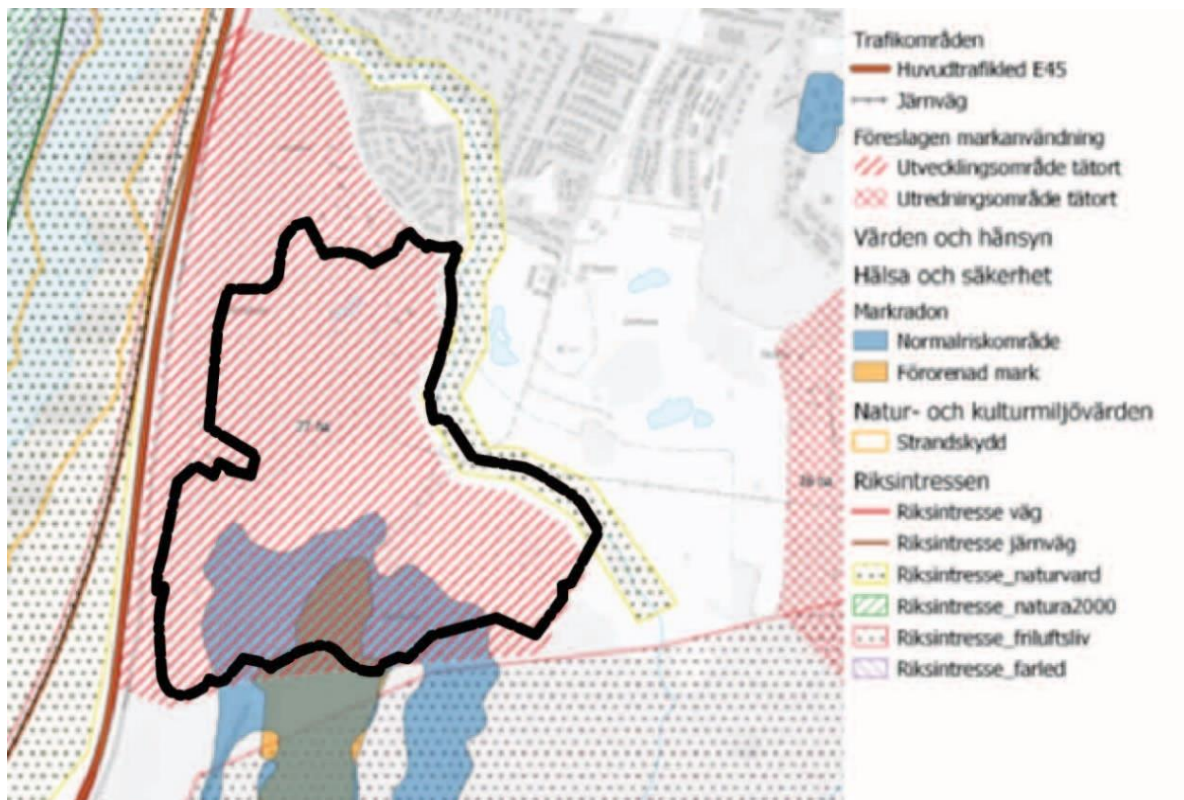 Trafikområden
Huvudtrafikled E45
Järnväg
Föreslagen markanvändning
Utvecklingsområde tätort
Utredningsområde tätort
Värden och hänsyn
Hälsa och säkerhet
Markradon
Normalriskområde
Förorenad mark
Natur- och kulturmiljövärden
Strandskydd
Riksintressen
Riksintresse väg
Riksintresse järnväg
Riksintresse_naturvard
Riksintresse_natura2000
Riksintresse_friluftsliv
Riksintresse_farled